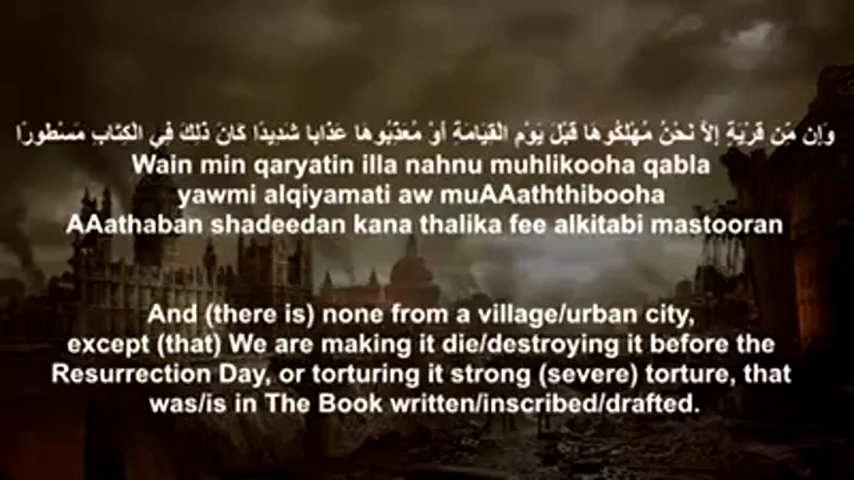 وَإِن مِّن قَرْيَةٍ إِلاَّ نَحْنُ مُهْلِكُوهَا قَبْلَ يَوْمِ الْقِيَامَةِ أَوْ مُعَذِّبُوهَا عَذَابا شَدِيدًا كَانَ ذَلِكَ فِي الْكِتَابِ مَسْطُورًا
Wain min qaryatin illa nahnu muhlikooha qabla
yawmi alqiyamati aw muAAaththibooha
AAathaban shadeedan kana thalika fee alkitabi mastooran
And (there is) none from a village/urban city,
except (that) We are making it die/destroying it before the
Resurrection Day, or torturing it strong (severe) torture, that
was/is in The Book written/inscribed/drafted.